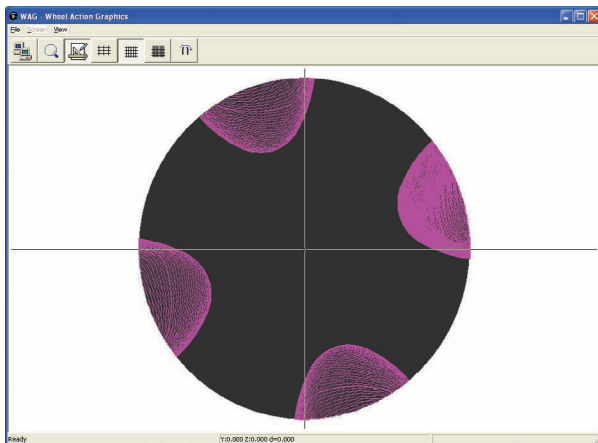 WAG - Wheel Action Graphics
File Screen View
Ready Y:0.000 Z:0.000 d=0.000